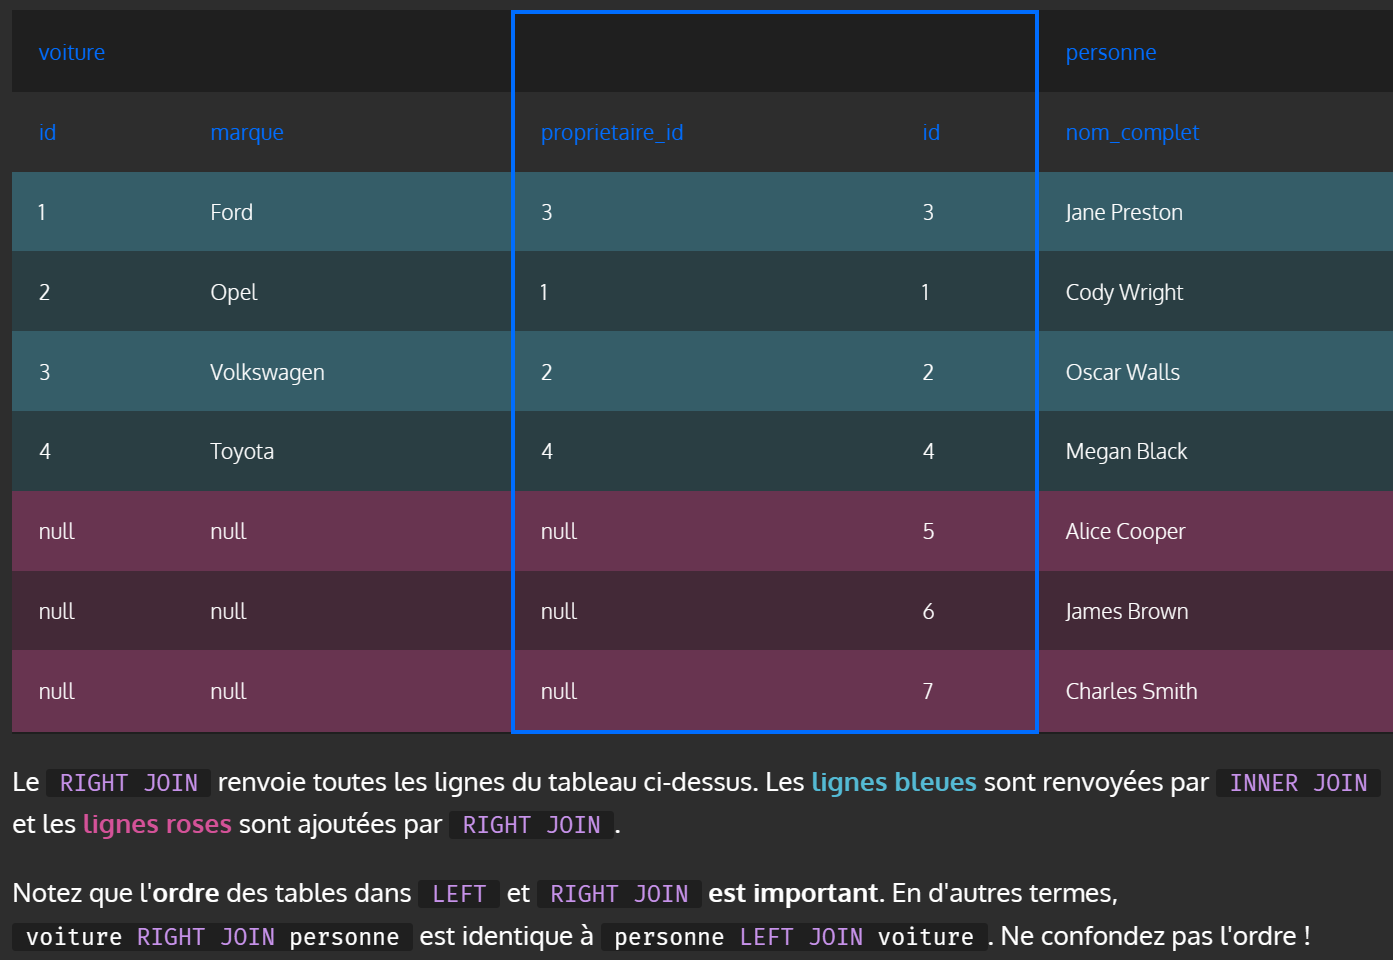 voiture personne
id marque proprietaire_id id nom_complet
1 Ford 3 3 Jane Preston
2 Opel 1 1 Cody Wright
3 Volkswagen 2 2 Oscar Walls
4 Toyota 4 4 Megan Black
null null null 5 Alice Cooper
null null null 6 James Brown
null null null 7 Charles Smith
Le RIGHT JOIN renvoie toutes les lignes du tableau ci-dessus. Les lignes bleues sont renvoyées par INNER JOIN
et les lignes roses sont ajoutées par RIGHT JOIN .
Notez que l'ordre des tables dans LEFT et RIGHT JOIN est important. En d'autres termes,
voiture RIGHT JOIN personne est identique à personne LEFT JOIN voiture . Ne confondez pas l'ordre !